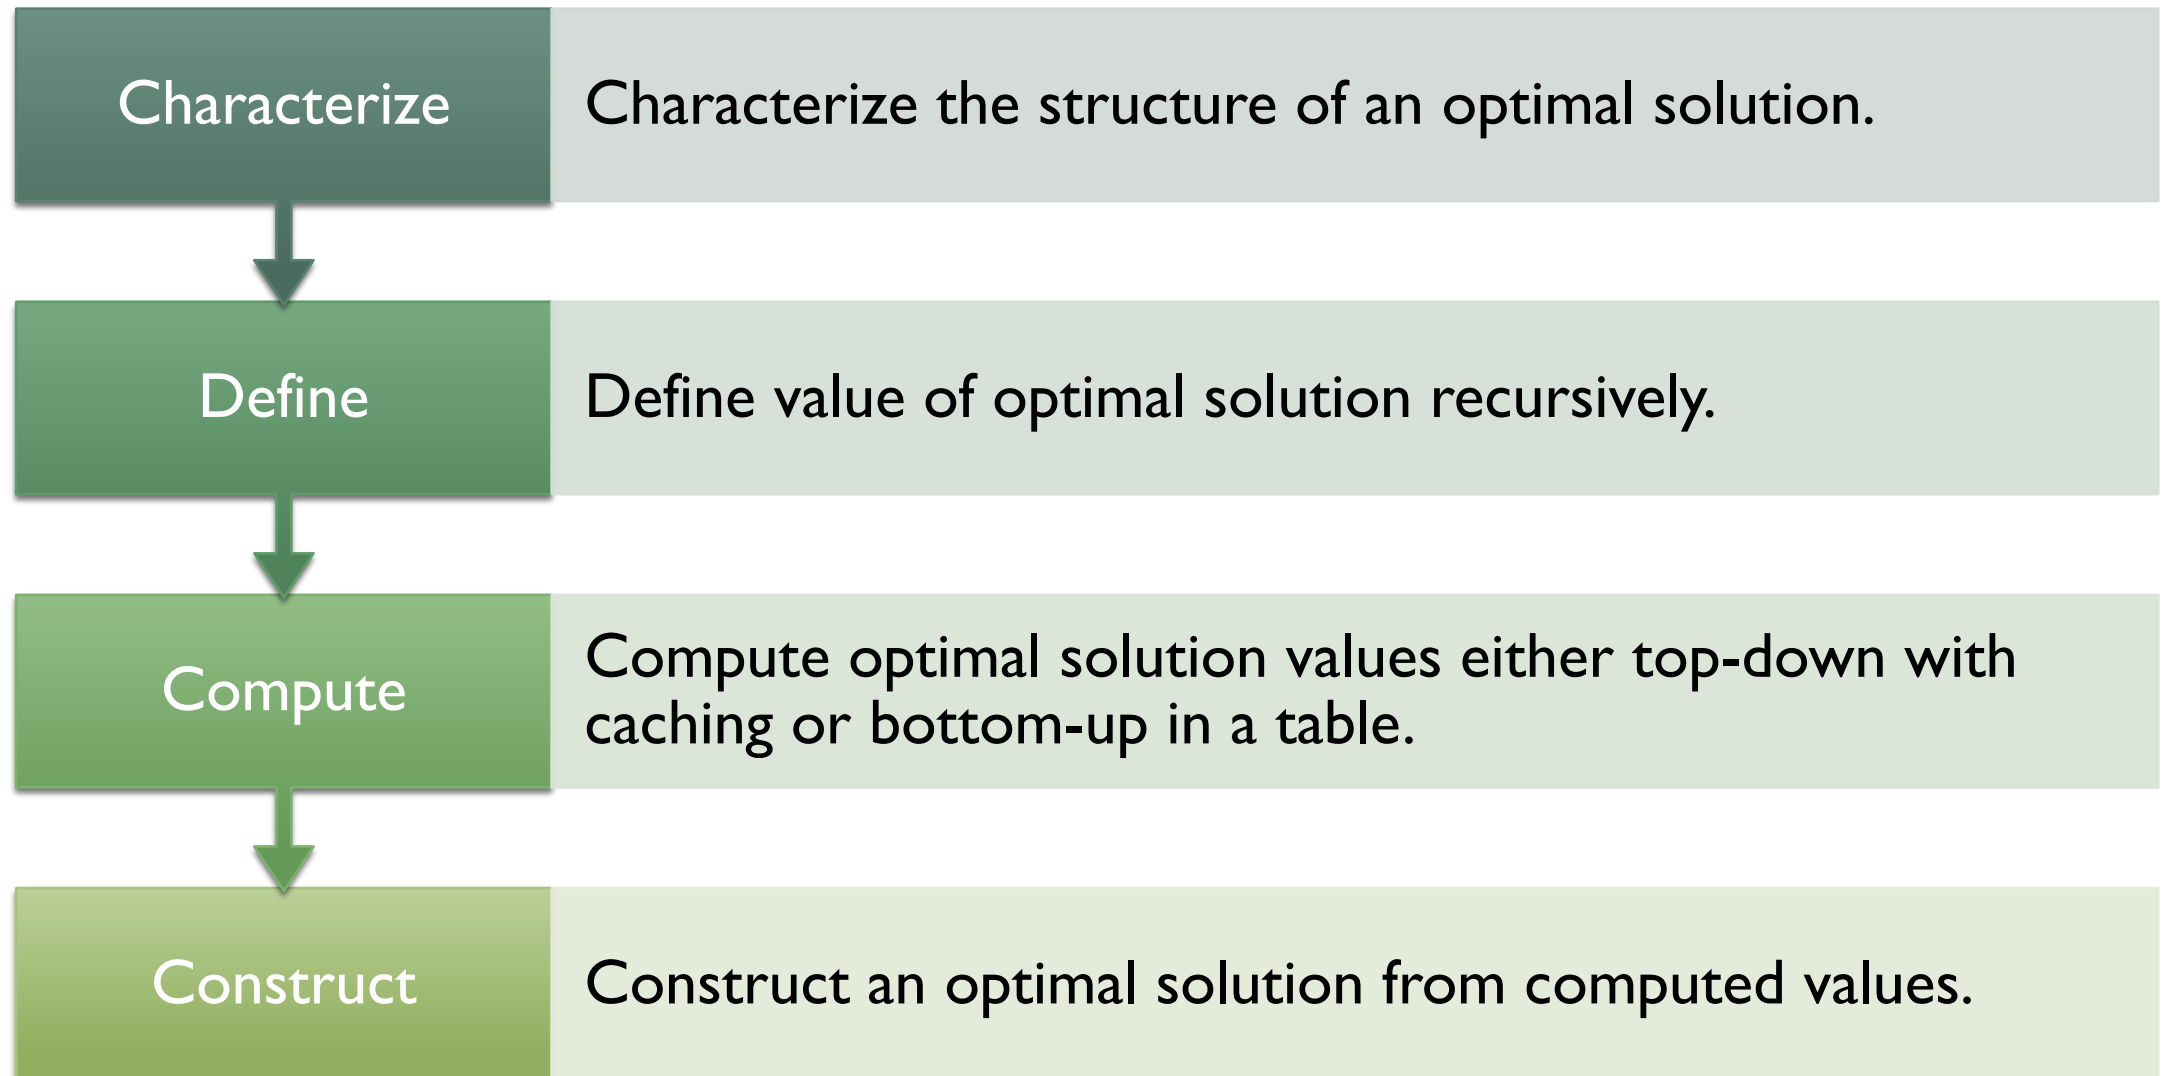 Characterize
Characterize the structure of an optimal solution.
Define
Define value of optimal solution recursively.
Compute
Compute optimal solution values either top-down with
caching or bottom-up in a table.
Construct
Construct an optimal solution from computed values.